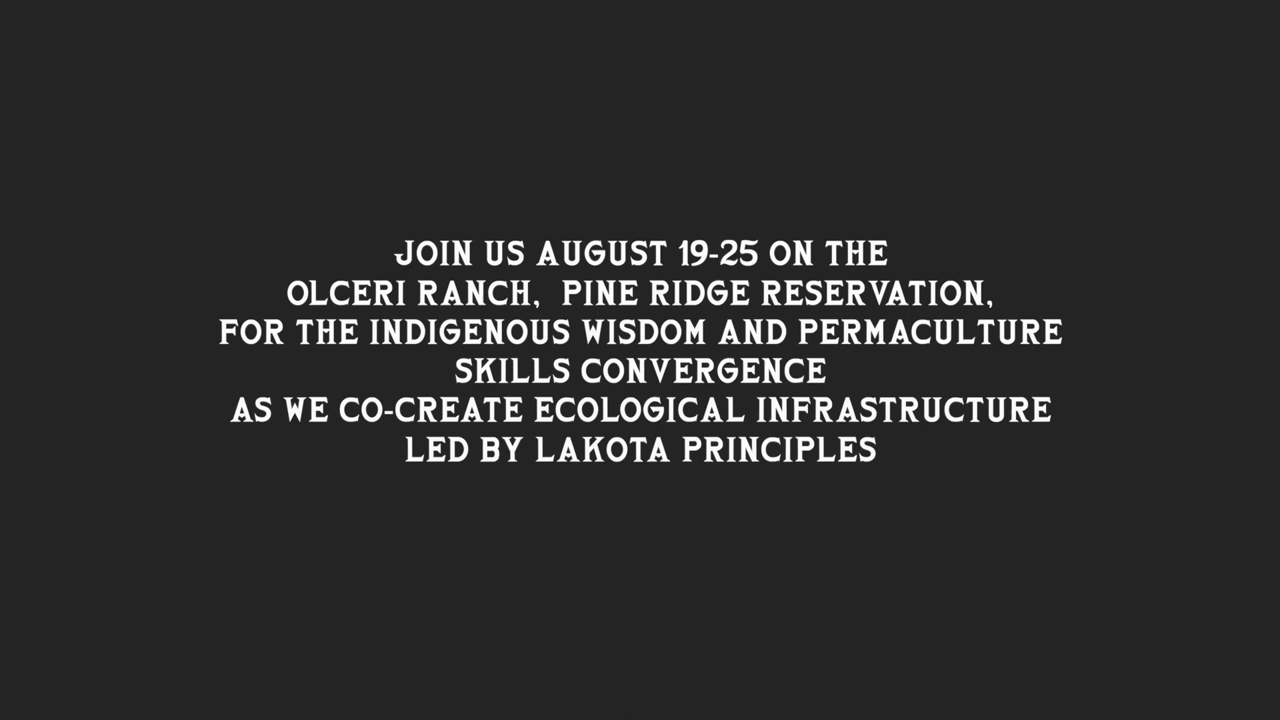 JOIN US AUGUST 19-25 ON THE
OLCERI RANCH, PINE RIDGE RESERVATION,
FOR THE INDIGENOUS WISDOM AND PERMACULTURE
SKILLS CONVERGENCE
AS WE CO-CREATE ECOLOGICAL INFRASTRUCTURE
LED BY LAKOTA PRINCIPLES